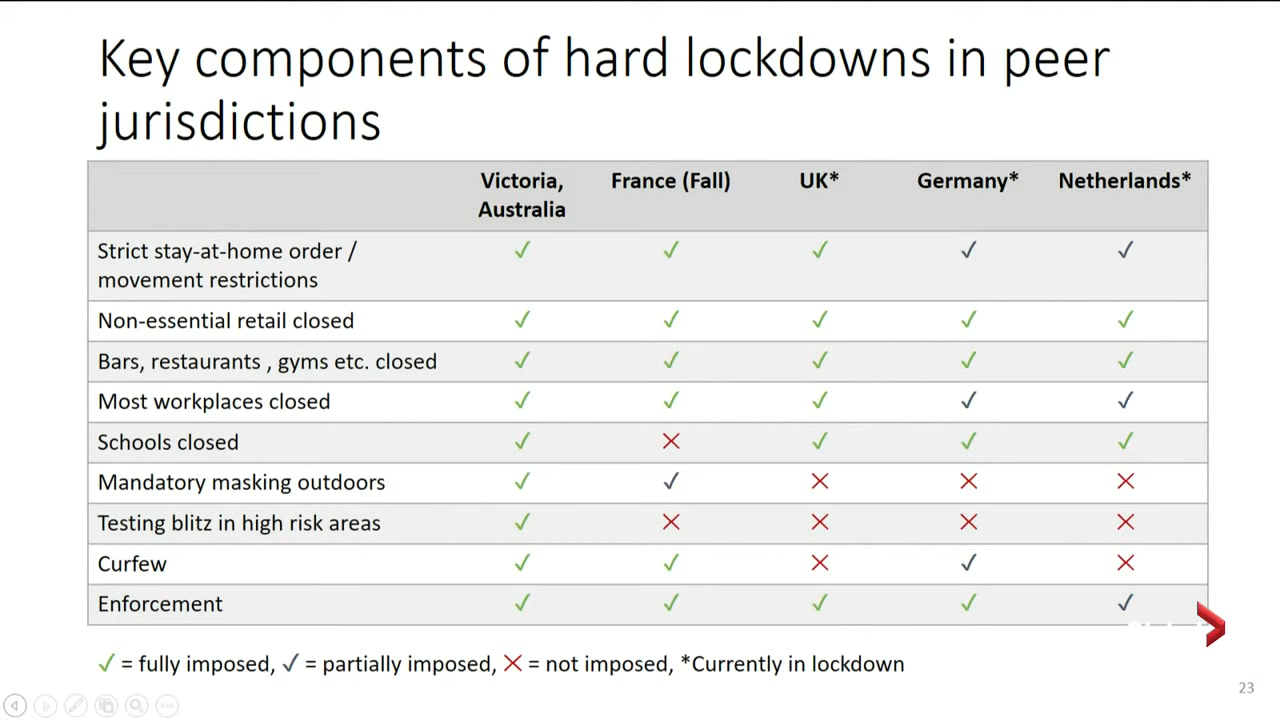 Key components of hard lockdowns in peer
jurisdictions
Victoria, Australia France (Fall) UK* Germany* Netherlands*
Strict stay-at-home order / movement restrictions ✓ ✓ ✓ ✓ ✓
Non-essential retail closed ✓ ✓ ✓ ✓ ✓
Bars, restaurants , gyms etc. closed ✓ ✓ ✓ ✓ ✓
Most workplaces closed ✓ ✓ ✓ ✓ ✓
Schools closed ✓ ✕ ✓ ✓ ✓
Mandatory masking outdoors ✓ ✓ ✕ ✕ ✕
Testing blitz in high risk areas ✓ ✕ ✕ ✕ ✕
Curfew ✓ ✓ ✕ ✓ ✕
Enforcement ✓ ✓ ✓ ✓ ✓
✓ = fully imposed, ✓ = partially imposed, ✕ = not imposed, *Currently in lockdown
23